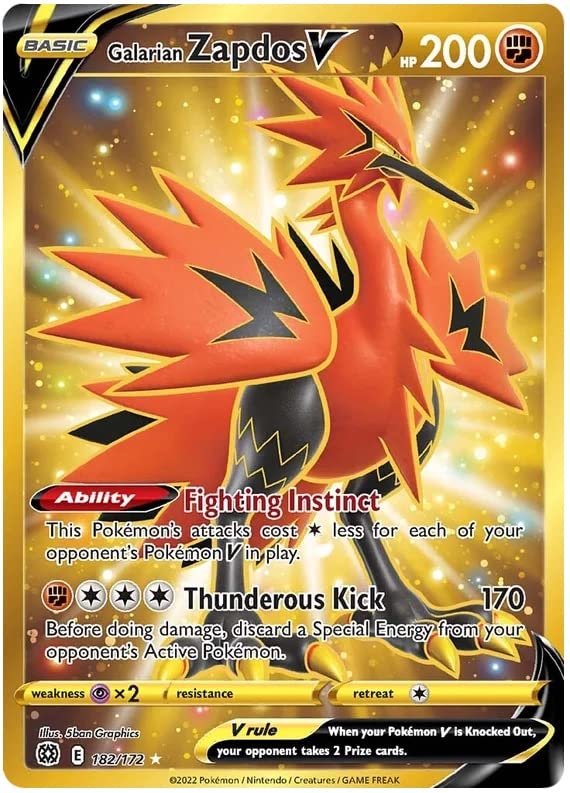 BASIC Galarian Zapdos V HP 200
Ability Fighting Instinct
This Pokémon's attacks cost less for each of your
opponent's Pokémon V in play.
Thunderous Kick 170
Before doing damage, discard a Special Energy from your
opponent's Active Pokémon.
weakness ×2 resistance retreat
Illus. 5ban Graphics
E 182/172
V rule When your Pokémon V is Knocked Out,
your opponent takes 2 Prize cards.
©2022 Pokémon / Nintendo / Creatures / GAME FREAK